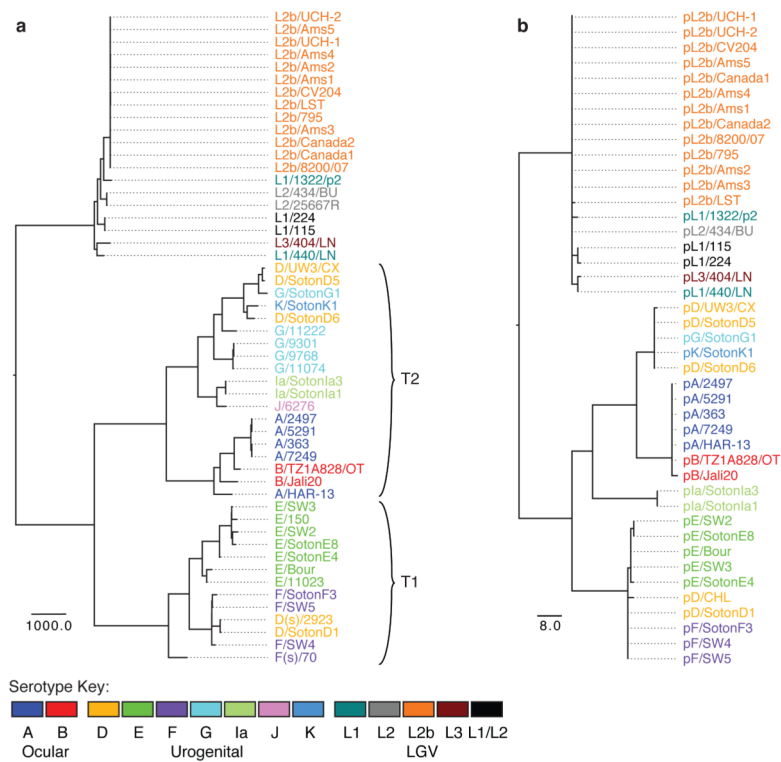 a
L2b/UCH-2
L2b/Ams5
L2b/UCH-1
L2b/Ams4
L2b/Ams2
L2b/Ams1
L2b/CV204
L2b/LST
L2b/795
L2b/Ams3
L2b/Canada2
L2b/Canada1
L2b/8200/07
L1/1322/p2
L2/434/BU
L2/25667R
L1/224
L1/115
L3/404/LN
L1/440/LN
D/UW3/CX
D/SotonD5
G/SotonG1
K/SotonK1
D/SotonD6
G/11222
G/9301
G/9768
G/11074
Ia/SotonIa3
Ia/SotonIa1
J/6276
A/2497
A/5291
A/363
A/7249
B/TZ1A828/OT
B/Jali20
A/HAR-13
T2
E/SW3
E/150
E/SW2
E/SotonE8
E/SotonE4
E/Bour
E/11023
F/SotonF3
F/SW5
D(s)/2923
D/SotonD1
F/SW4
F(s)/70
T1
1000.0
b
pL2b/UCH-1
pL2b/UCH-2
pL2b/CV204
pL2b/Ams5
pL2b/Canada1
pL2b/Ams4
pL2b/Ams1
pL2b/Canada2
pL2b/8200/07
pL2b/795
pL2b/Ams2
pL2b/Ams3
pL2b/LST
pL1/1322/p2
pL2/434/BU
pL1/115
pL1/224
pL3/404/LN
pL1/440/LN
pD/UW3/CX
pD/SotonD5
pG/SotonG1
pK/SotonK1
pD/SotonD6
pA/2497
pA/5291
pA/363
pA/7249
pA/HAR-13
pB/TZ1A828/OT
pB/Jali20
pIa/SotonIa3
pIa/SotonIa1
pE/SW2
pE/SotonE8
pE/Bour
pE/SW3
pE/SotonE4
pD/CHL
pD/SotonD1
pF/SotonF3
pF/SW4
pF/SW5
8.0
Serotype Key:
A B D E F G Ia J K L1 L2 L2b L3 L1/L2
Ocular Urogenital LGV